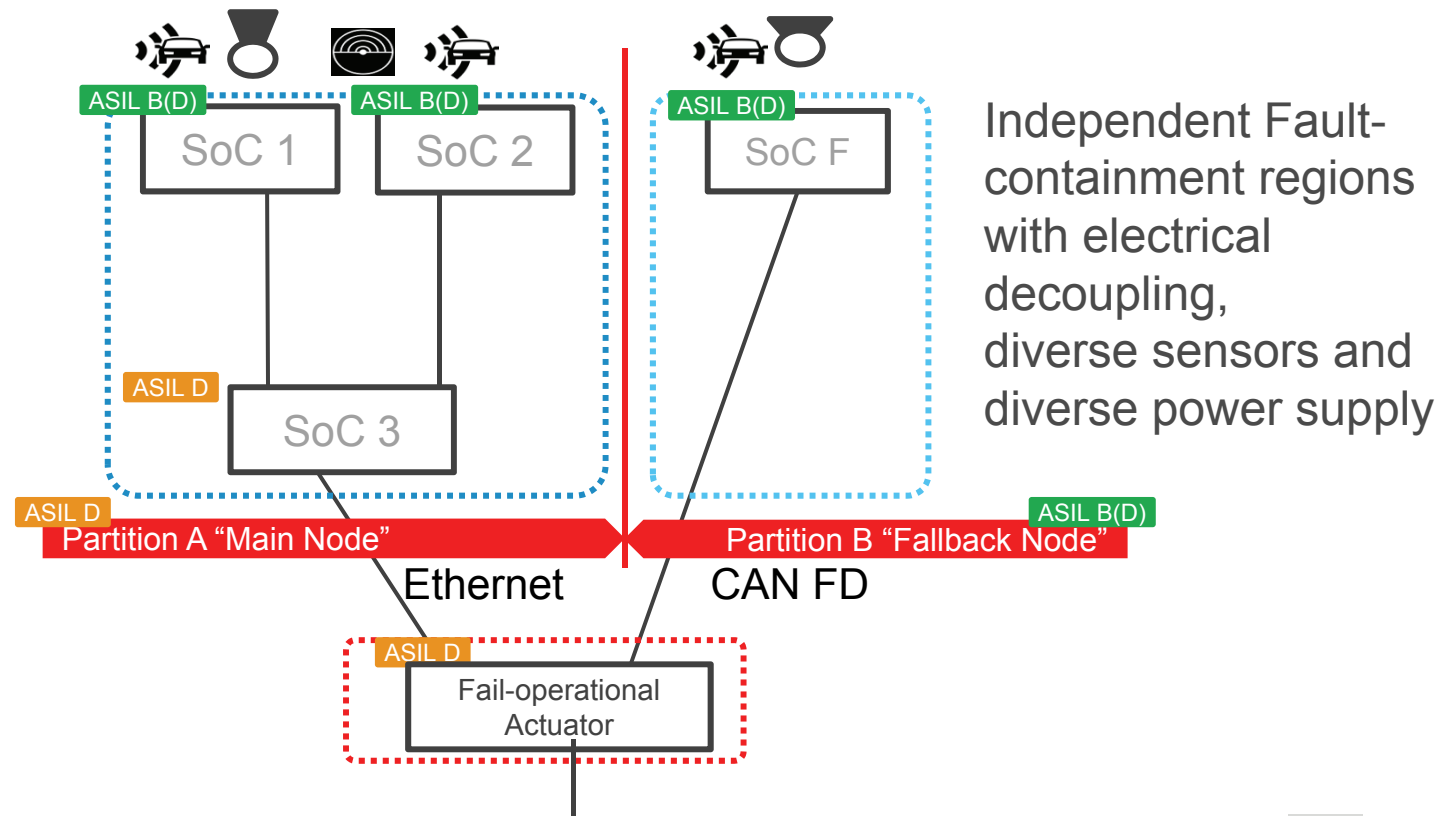 ASIL B(D)
ASIL B(D)
ASIL B(D)
SoC 1
SoC 2
SoC F
Independent Fault-
containment regions
with electrical
decoupling,
diverse sensors and
diverse power supply
ASIL D
SoC 3
ASIL D
Partition A “Main Node”
ASIL B(D)
Partition B “Fallback Node”
Ethernet
CAN FD
ASIL D
Fail-operational
Actuator